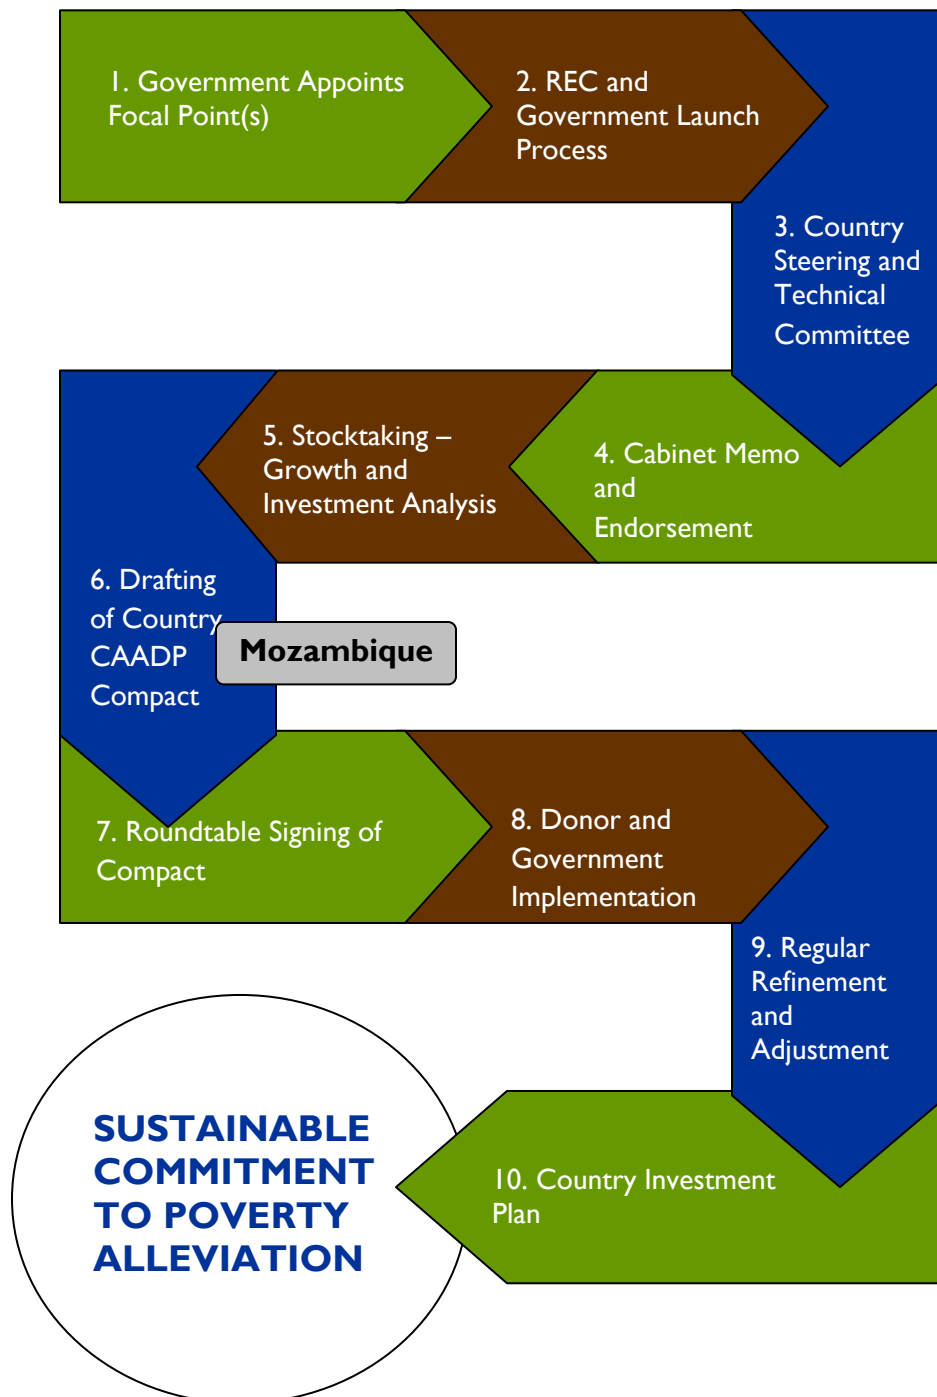 1. Government Appoints
Focal Point(s)
2. REC and
Government Launch
Process
3. Country
Steering and
Technical
Committee
4. Cabinet Memo
and
Endorsement
5. Stocktaking –
Growth and
Investment Analysis
6. Drafting
of Country
CAADP
Compact
Mozambique
7. Roundtable Signing of
Compact
8. Donor and
Government
Implementation
9. Regular
Refinement
and
Adjustment
10. Country Investment
Plan
SUSTAINABLE
COMMITMENT
TO POVERTY
ALLEVIATION